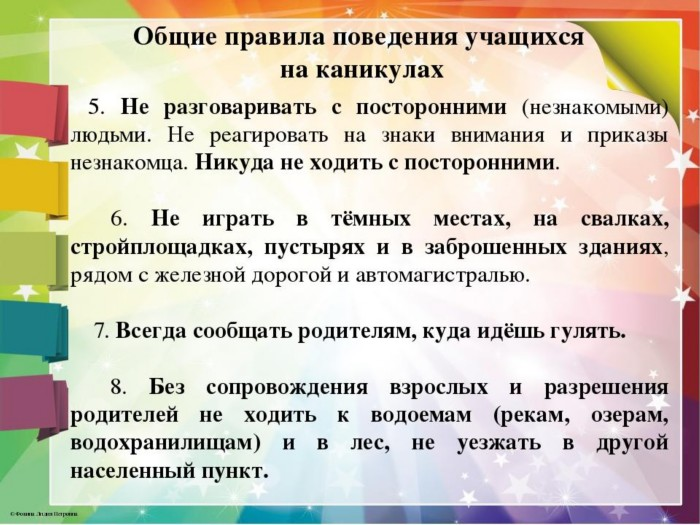 Общие правила поведения учащихся
на каникулах
5. Не разговаривать с посторонними (незнакомыми)
людьми. Не реагировать на знаки внимания и приказы
незнакомца. Никуда не ходить с посторонними.
6. Не играть в тёмных местах, на свалках,
стройплощадках, пустырях и в заброшенных зданиях,
рядом с железной дорогой и автомагистралью.
7. Всегда сообщать родителям, куда идёшь гулять.
8. Без сопровождения взрослых и разрешения
родителей не ходить к водоемам (рекам, озерам,
водохранилищам) и в лес, не уезжать в другой
населенный пункт.
© Фокина Лидия Петровна